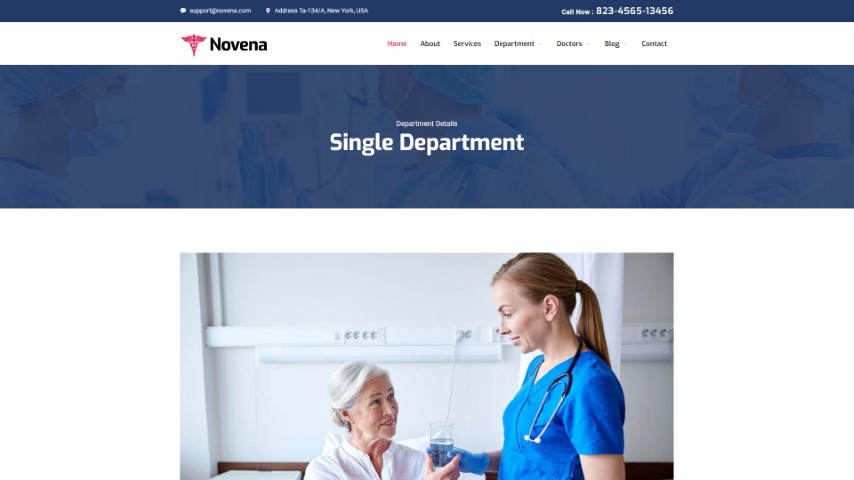 support@novena.com
Address Ta-134/A, New York, USA
Call Now : 823-4565-13456
Novena
Home
About
Services
Department
Doctors
Blog
Contact
Department Details
Single Department